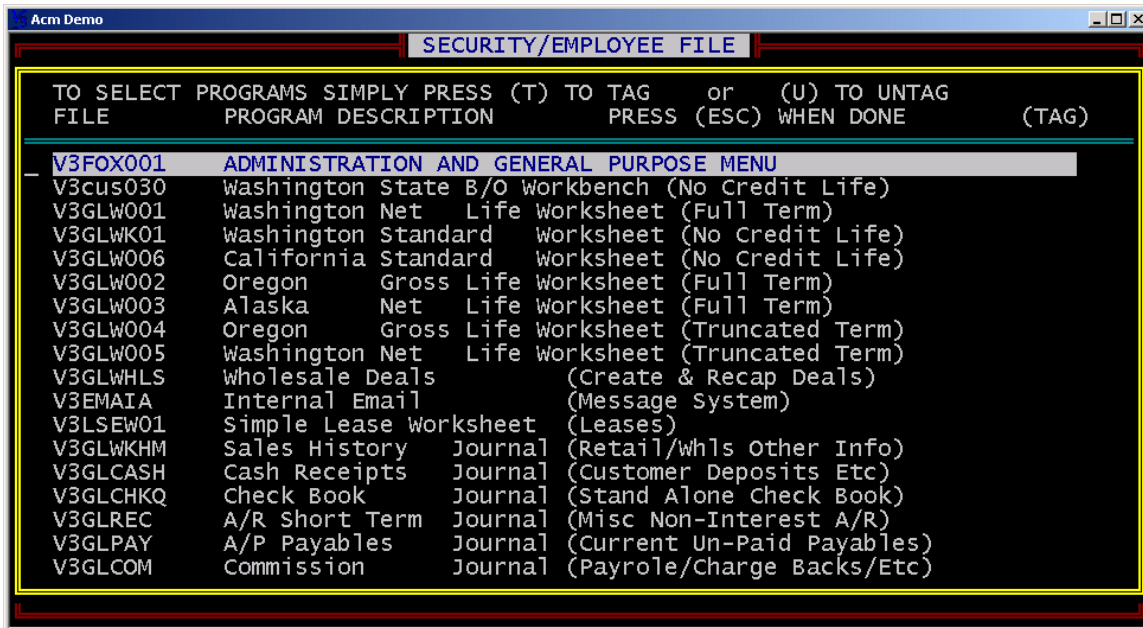 Acm Demo
SECURITY/EMPLOYEE FILE
TO SELECT PROGRAMS SIMPLY PRESS (T) TO TAG or (U) TO UNTAG
FILE PROGRAM DESCRIPTION PRESS (ESC) WHEN DONE (TAG)
V3FOX001 ADMINISTRATION AND GENERAL PURPOSE MENU
V3cus030 Washington State B/O Workbench (No Credit Life)
V3GLW001 Washington Net Life Worksheet (Full Term)
V3GLWK01 Washington Standard Worksheet (No Credit Life)
V3GLW006 California Standard Worksheet (No Credit Life)
V3GLW002 Oregon Gross Life Worksheet (Full Term)
V3GLW003 Alaska Net Life Worksheet (Full Term)
V3GLW004 Oregon Gross Life Worksheet (Truncated Term)
V3GLW005 Washington Net Life Worksheet (Truncated Term)
V3GLWHLS Wholesale Deals (Create & Recap Deals)
V3EMAIA Internal Email (Message System)
V3LSEW01 Simple Lease Worksheet (Leases)
V3GLWKHM Sales History Journal (Retail/Whls Other Info)
V3GLCASH Cash Receipts Journal (Customer Deposits Etc)
V3GLCHKQ Check Book Journal (Stand Alone Check Book)
V3GLREC A/R Short Term Journal (Misc Non-Interest A/R)
V3GLPAY A/P Payables Journal (Current Un-Paid Payables)
V3GLCOM Commission Journal (Payrole/Charge Backs/Etc)